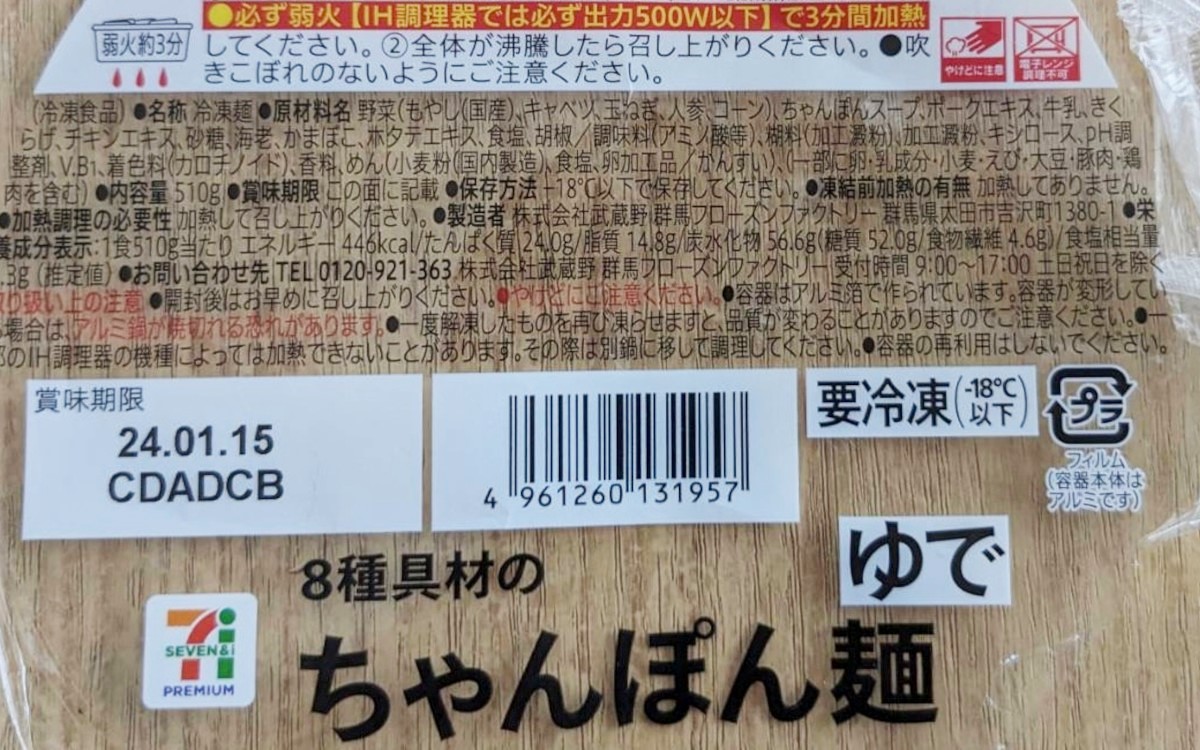 ●必ず弱火【IH調理器では必ず出力500W以下】で3分間加熱
弱火約3分
してください。②全体が沸騰したら召し上がりください。●吹
きこぼれのないようにご注意ください。
やけどに注意
電子レンジ
調理不可
(冷凍食品) ●名称 冷凍麺 ●原材料名 野菜(もやし(国産)、キャベツ、玉ねぎ、人参、コーン)、ちゃんぽんスープ、ポークエキス、牛乳、きく
らげ、チキンエキス、砂糖、海老、かまぼこ、ホタテエキス、食塩、胡椒/調味料(アミノ酸等)、糊料(加工澱粉)、加工澱粉、キシロース、pH調
整剤、V.B₁、着色料(カロチノイド)、香料、めん(小麦粉(国内製造)、食塩、卵加工品/かんすい)、(一部に卵・乳成分・小麦・えび・大豆・豚肉・鶏
肉を含む) ●内容量 510g ●賞味期限 この面に記載 ●保存方法 -18℃以下で保存してください。●凍結前加熱の有無 加熱してありません。
●加熱調理の必要性 加熱して召し上がりください。●製造者 株式会社武蔵野 群馬フローズンファクトリー 群馬県太田市吉沢町1380-1 ●栄
養成分表示:1食510g当たり エネルギー 446kcal/たんぱく質 24.0g/脂質 14.8g/炭水化物 56.6g(糖質 52.0g/食物繊維 4.6g)/食塩相当量
.3g (推定値) ●お問い合わせ先 TEL 0120-921-363 株式会社武蔵野 群馬フローズンファクトリー 受付時間 9:00〜17:00 土日祝日を除く
取り扱い上の注意 ●開封後はお早めに召し上がりください。●やけどにご注意ください。●容器はアルミ箔で作られています。容器が変形してい
場合は、アルミ鍋が焦切れる恐れがあります。●一度解凍したものを再び凍らせますと、品質が変わることがありますのでご注意ください。●一
部のIH調理器の機種によっては加熱できないことがあります。その際は別鍋に移して調理してください。●容器の再利用はしないでください。
賞味期限
24.01.15
CDADCB
4 961260 131957
要冷凍(-18℃以下)
プラ
フィルム
(容器本体は
アルミです)
ゆで
8種具材の
ちゃんぽん麺
7i
SEVEN&i
PREMIUM